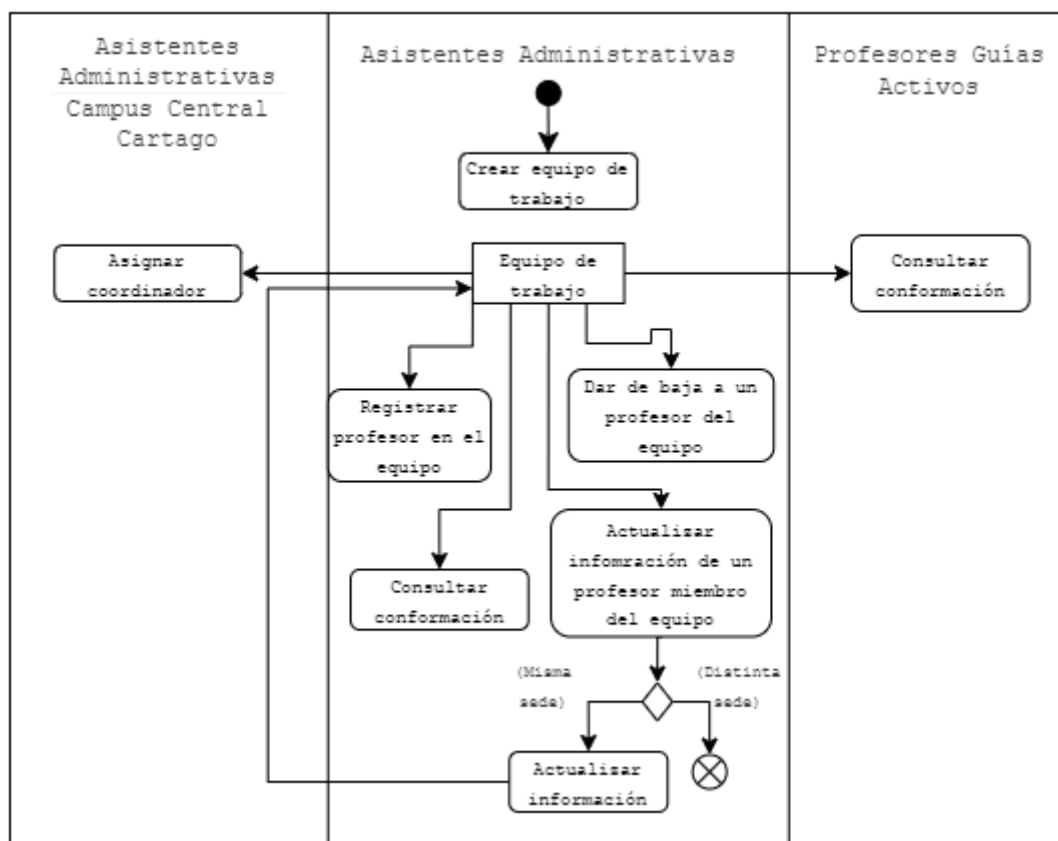 Asistentes
Administrativas
Campus Central
Cartago
Asistentes Administrativas
Profesores Guías
Activos
Crear equipo de
trabajo
Asignar
coordinador
Equipo de
trabajo
Consultar
conformación
Registrar
profesor en el
equipo
Dar de baja a un
profesor del
equipo
Consultar
conformación
Actualizar
infomración de un
profesor miembro
del equipo
(Misma
sede)
(Distinta
sede)
Actualizar
información